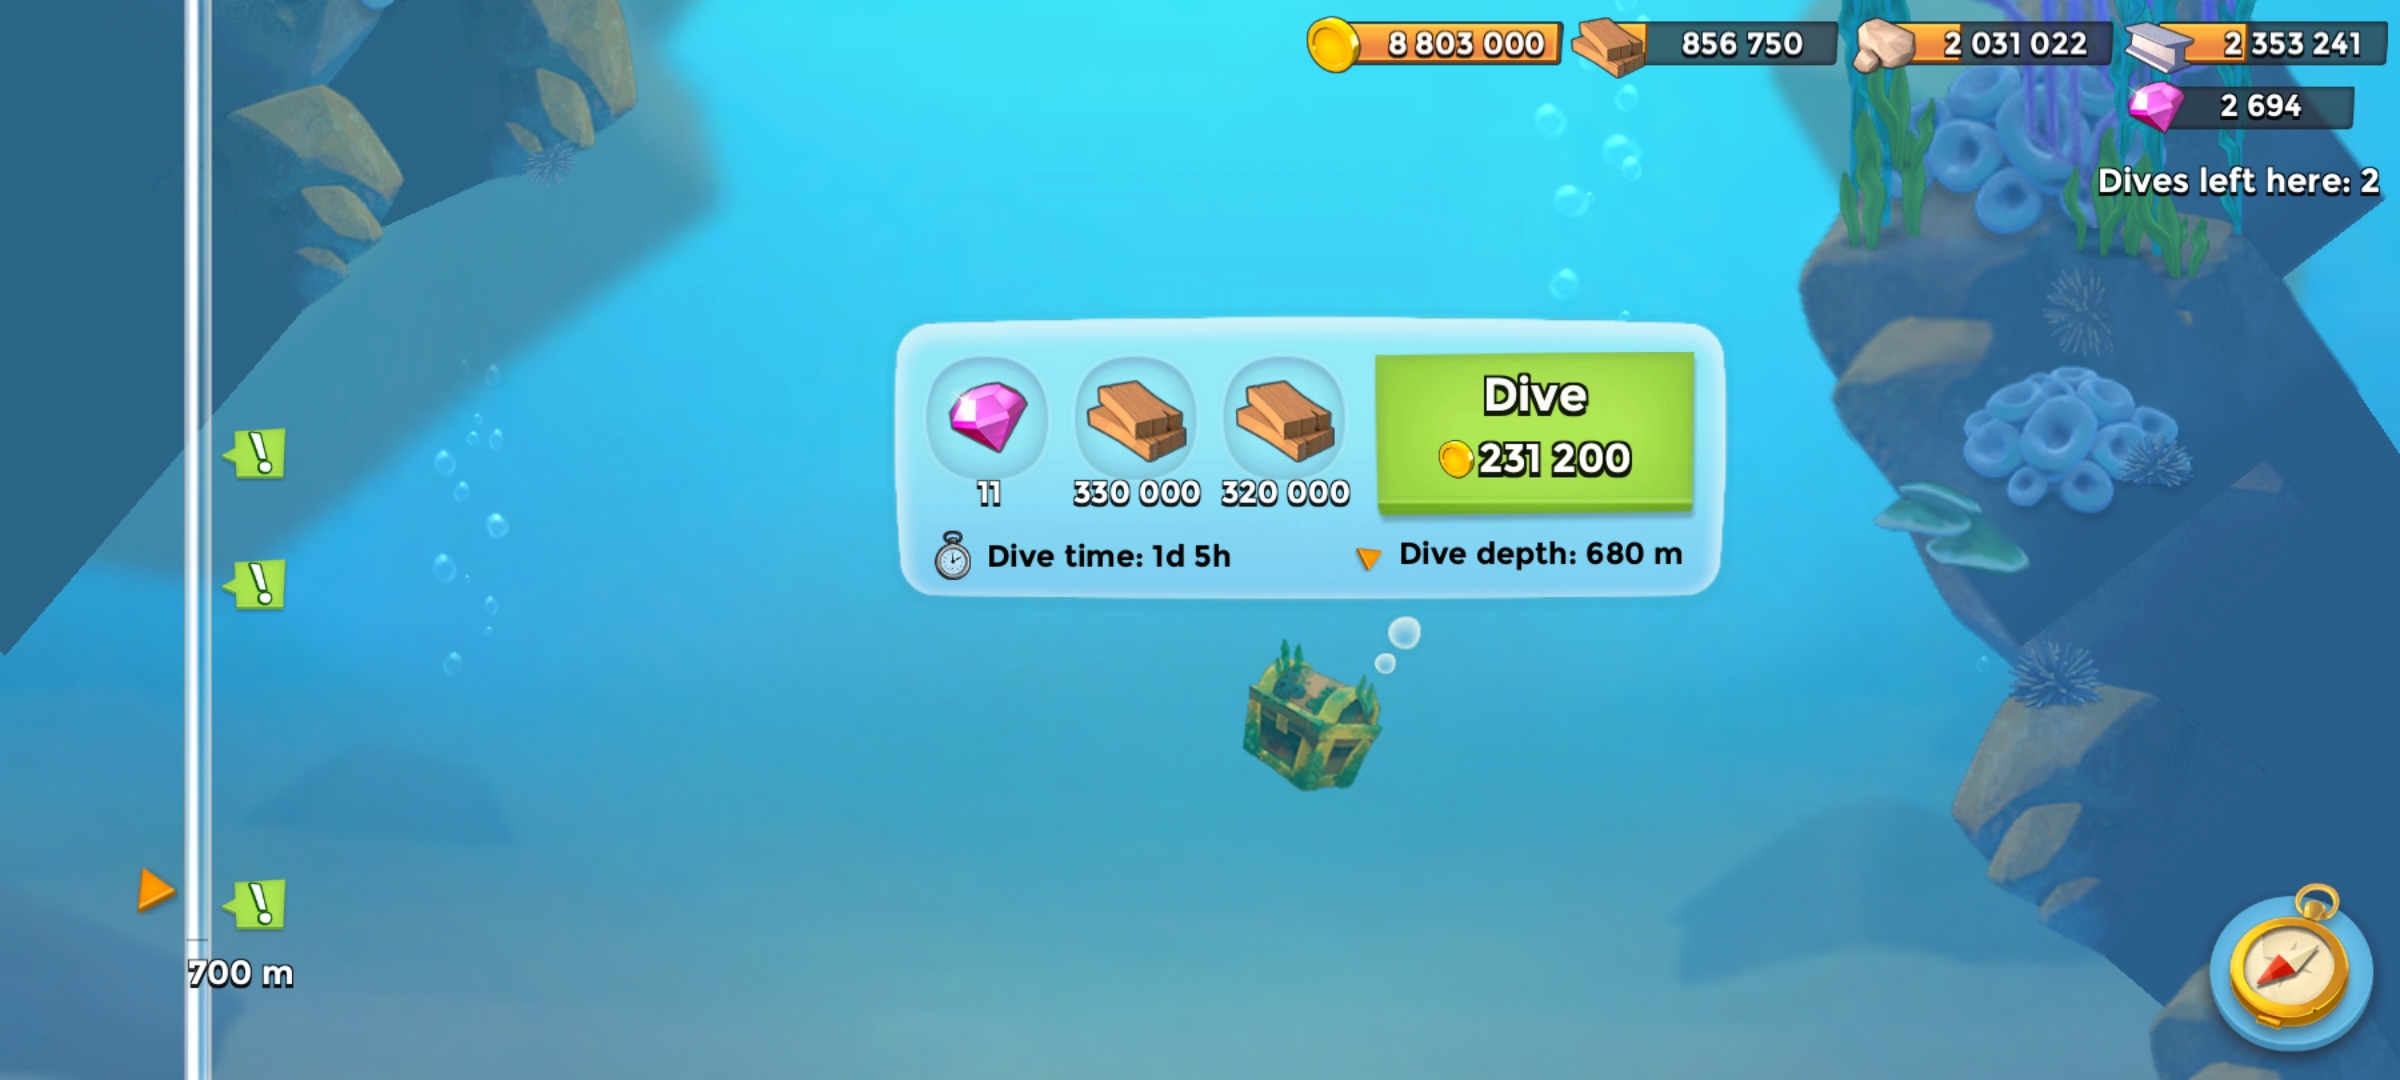 8 803 000
856 750
2 031 022
2 353 241
2 694
Dives left here: 2
11
330 000
320 000
Dive
231 200
Dive time: 1d 5h
Dive depth: 680 m
!
!
!
700 m